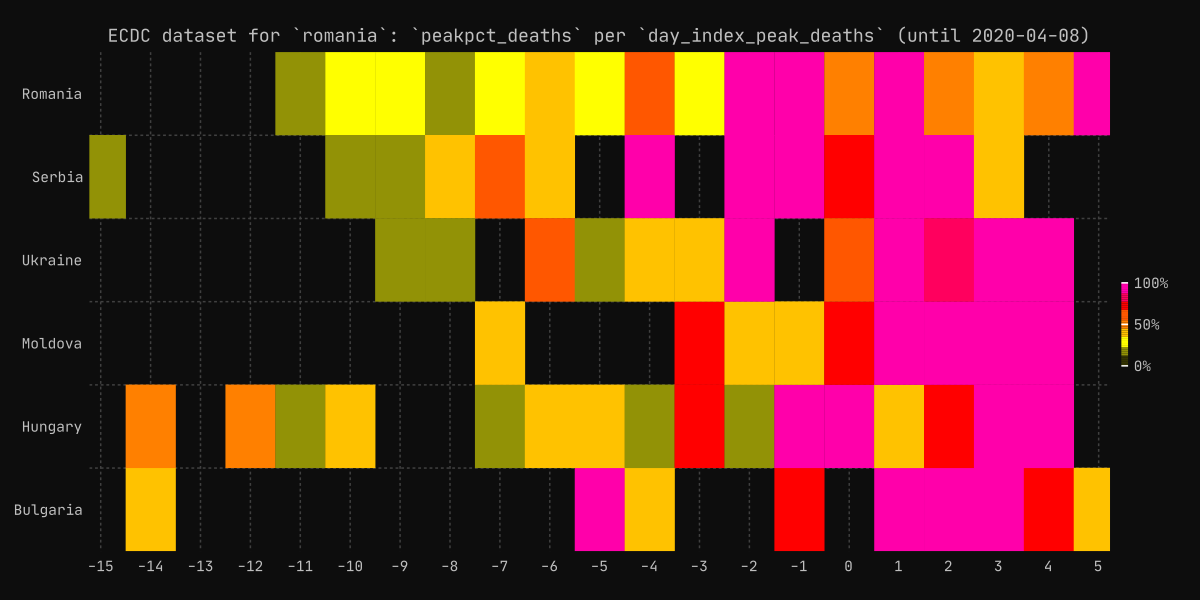 ECDC dataset for `romania`: `peakpct_deaths` per `day_index_peak_deaths` (until 2020-04-08)
Romania
Serbia
Ukraine
Moldova
Hungary
Bulgaria
100%
50%
0%
-15 -14 -13 -12 -11 -10 -9 -8 -7 -6 -5 -4 -3 -2 -1 0 1 2 3 4 5